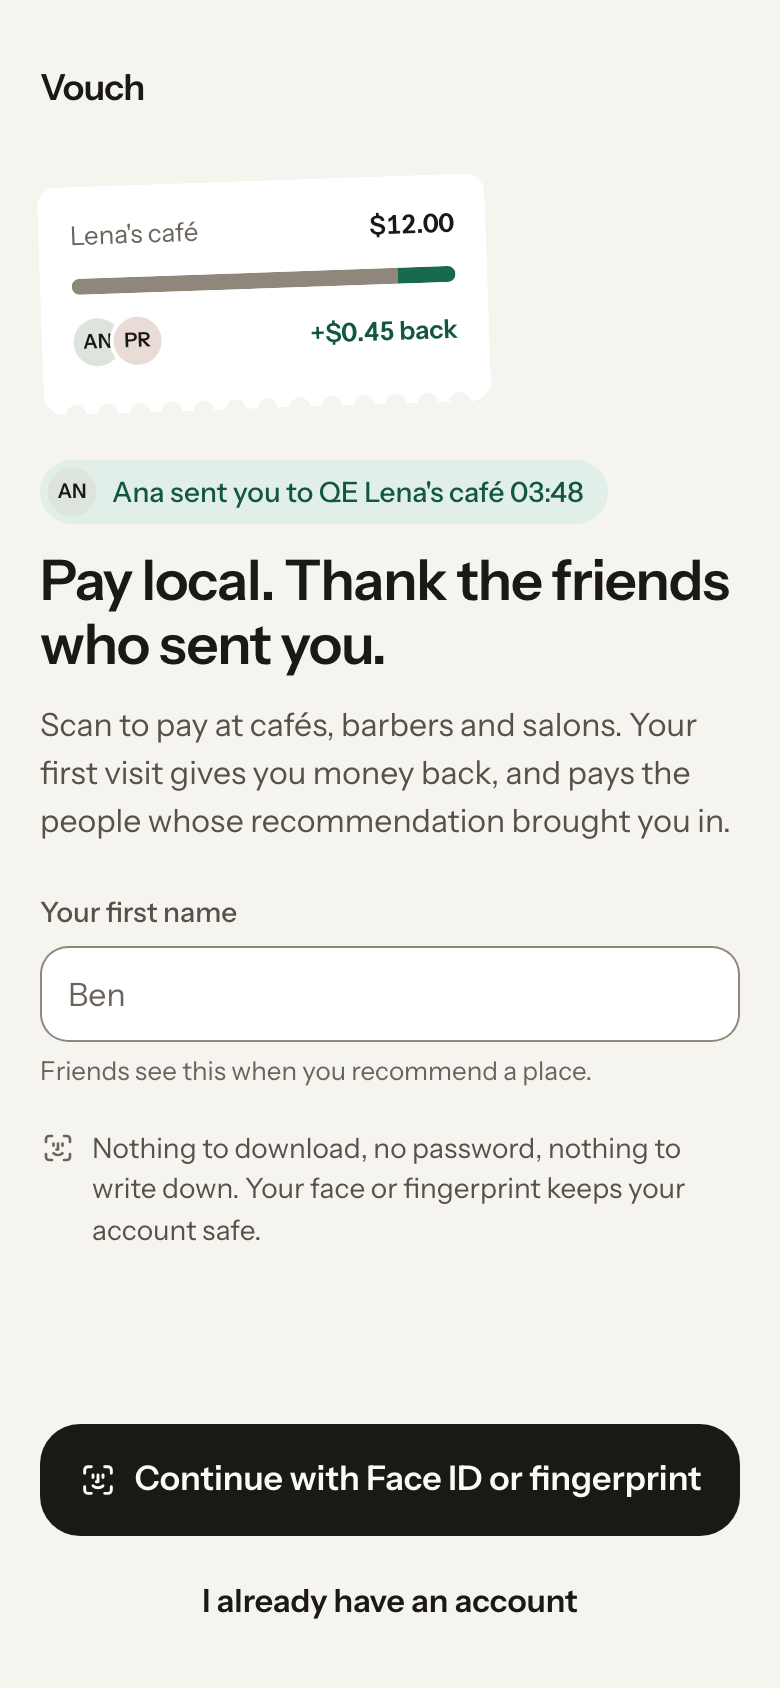 Vouch
Lena's café $12.00
AN PR +$0.45 back
AN Ana sent you to QE Lena's café 03:48
Pay local. Thank the friends
who sent you.
Scan to pay at cafés, barbers and salons. Your
first visit gives you money back, and pays the
people whose recommendation brought you in.
Your first name
Ben
Friends see this when you recommend a place.
Nothing to download, no password, nothing to
write down. Your face or fingerprint keeps your
account safe.
Continue with Face ID or fingerprint
I already have an account